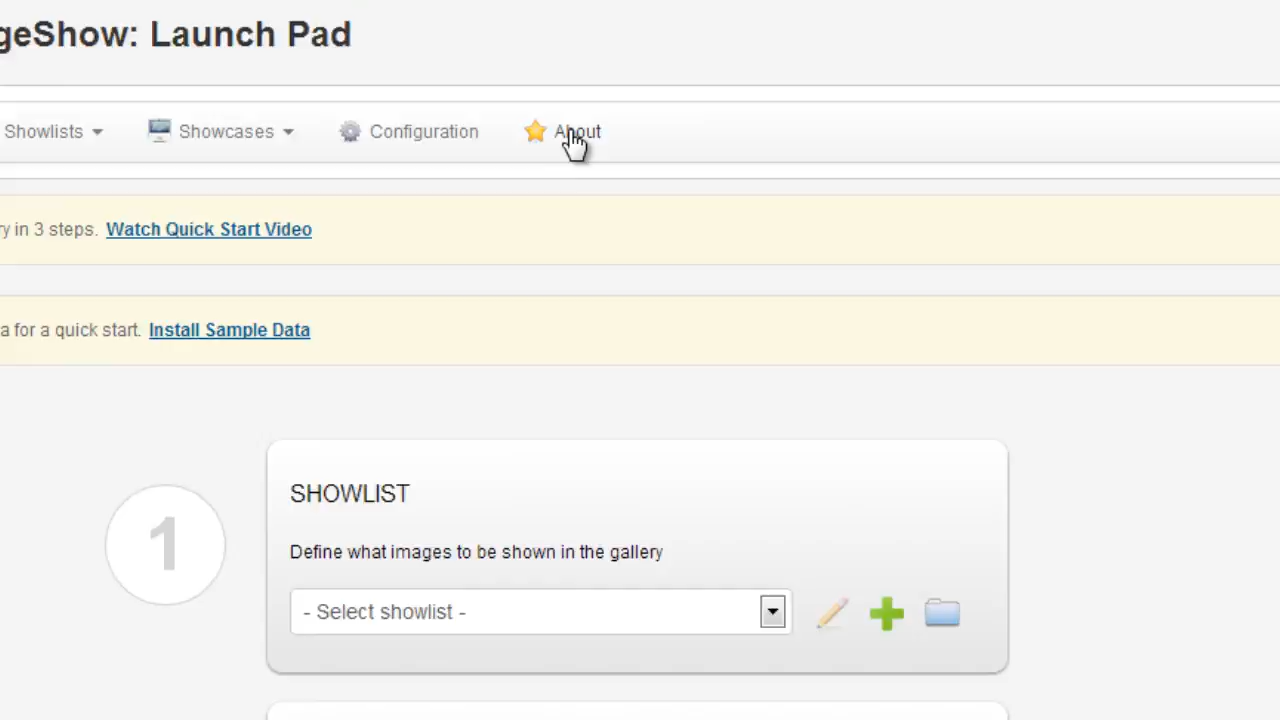 geShow: Launch Pad
Showlists Showcases Configuration About
ry in 3 steps. Watch Quick Start Video
a for a quick start. Install Sample Data
1
SHOWLIST
Define what images to be shown in the gallery
- Select showlist -